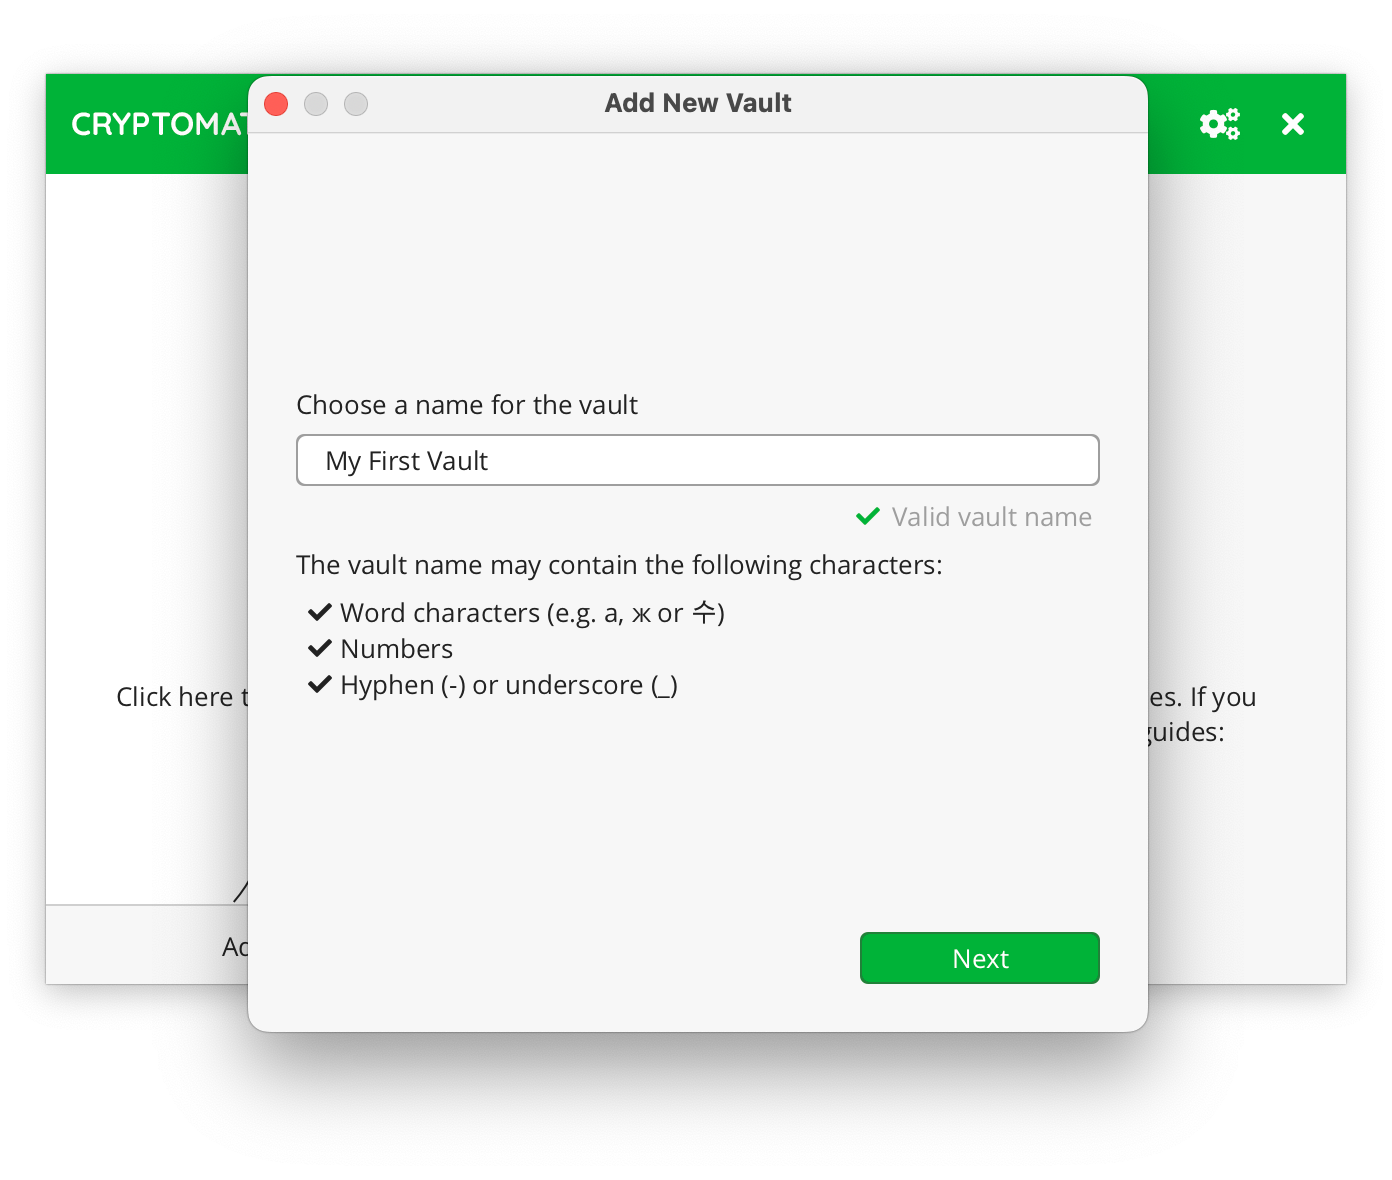 CRYPTOMAT
Add New Vault
Choose a name for the vault
My First Vault
Valid vault name
The vault name may contain the following characters:
Word characters (e.g. a, ж or 수)
Numbers
Hyphen (-) or underscore (_)
Click here t
es. If you
guides:
Ad
Next